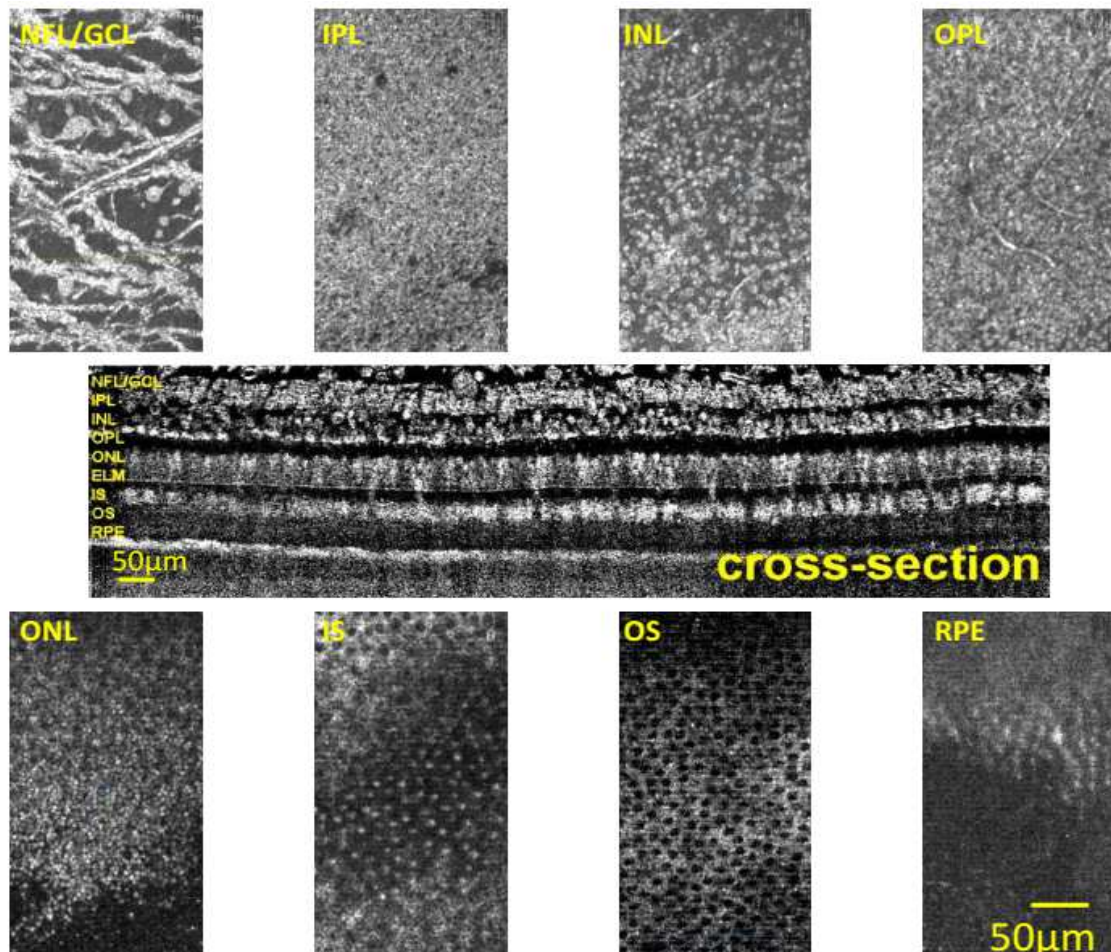 NFL/GCL
IPL
INL
OPL
NFL/GCL
IPL
INL
OPL
ONL
ELM
IS
OS
RPE
50µm
cross-section
ONL
IS
OS
RPE
50µm